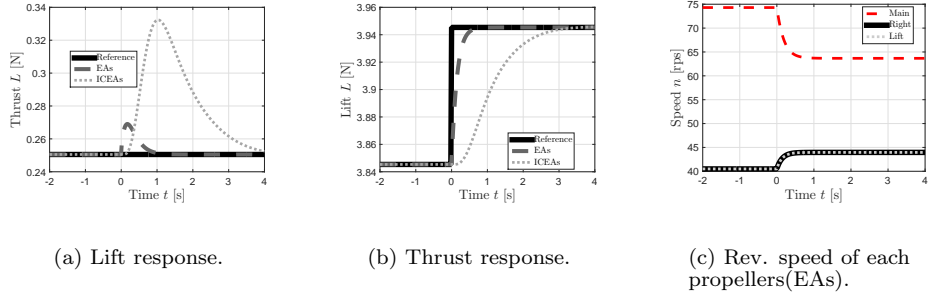 0.34
0.32
0.3
0.28
0.26
0.24
Thrust L [N]
Reference
EAs
ICEAs
-2 -1 0 1 2 3 4
Time t [s]
(a) Lift response.
3.96
3.94
3.92
3.9
3.88
3.86
3.84
Lift L [N]
Reference
EAs
ICEAs
-2 -1 0 1 2 3 4
Time t [s]
(b) Thrust response.
75
70
65
60
55
50
45
40
Speed n [rps]
Main
Right
Lift
-2 -1 0 1 2 3 4
Time t [s]
(c) Rev. speed of each
propellers(EAs).